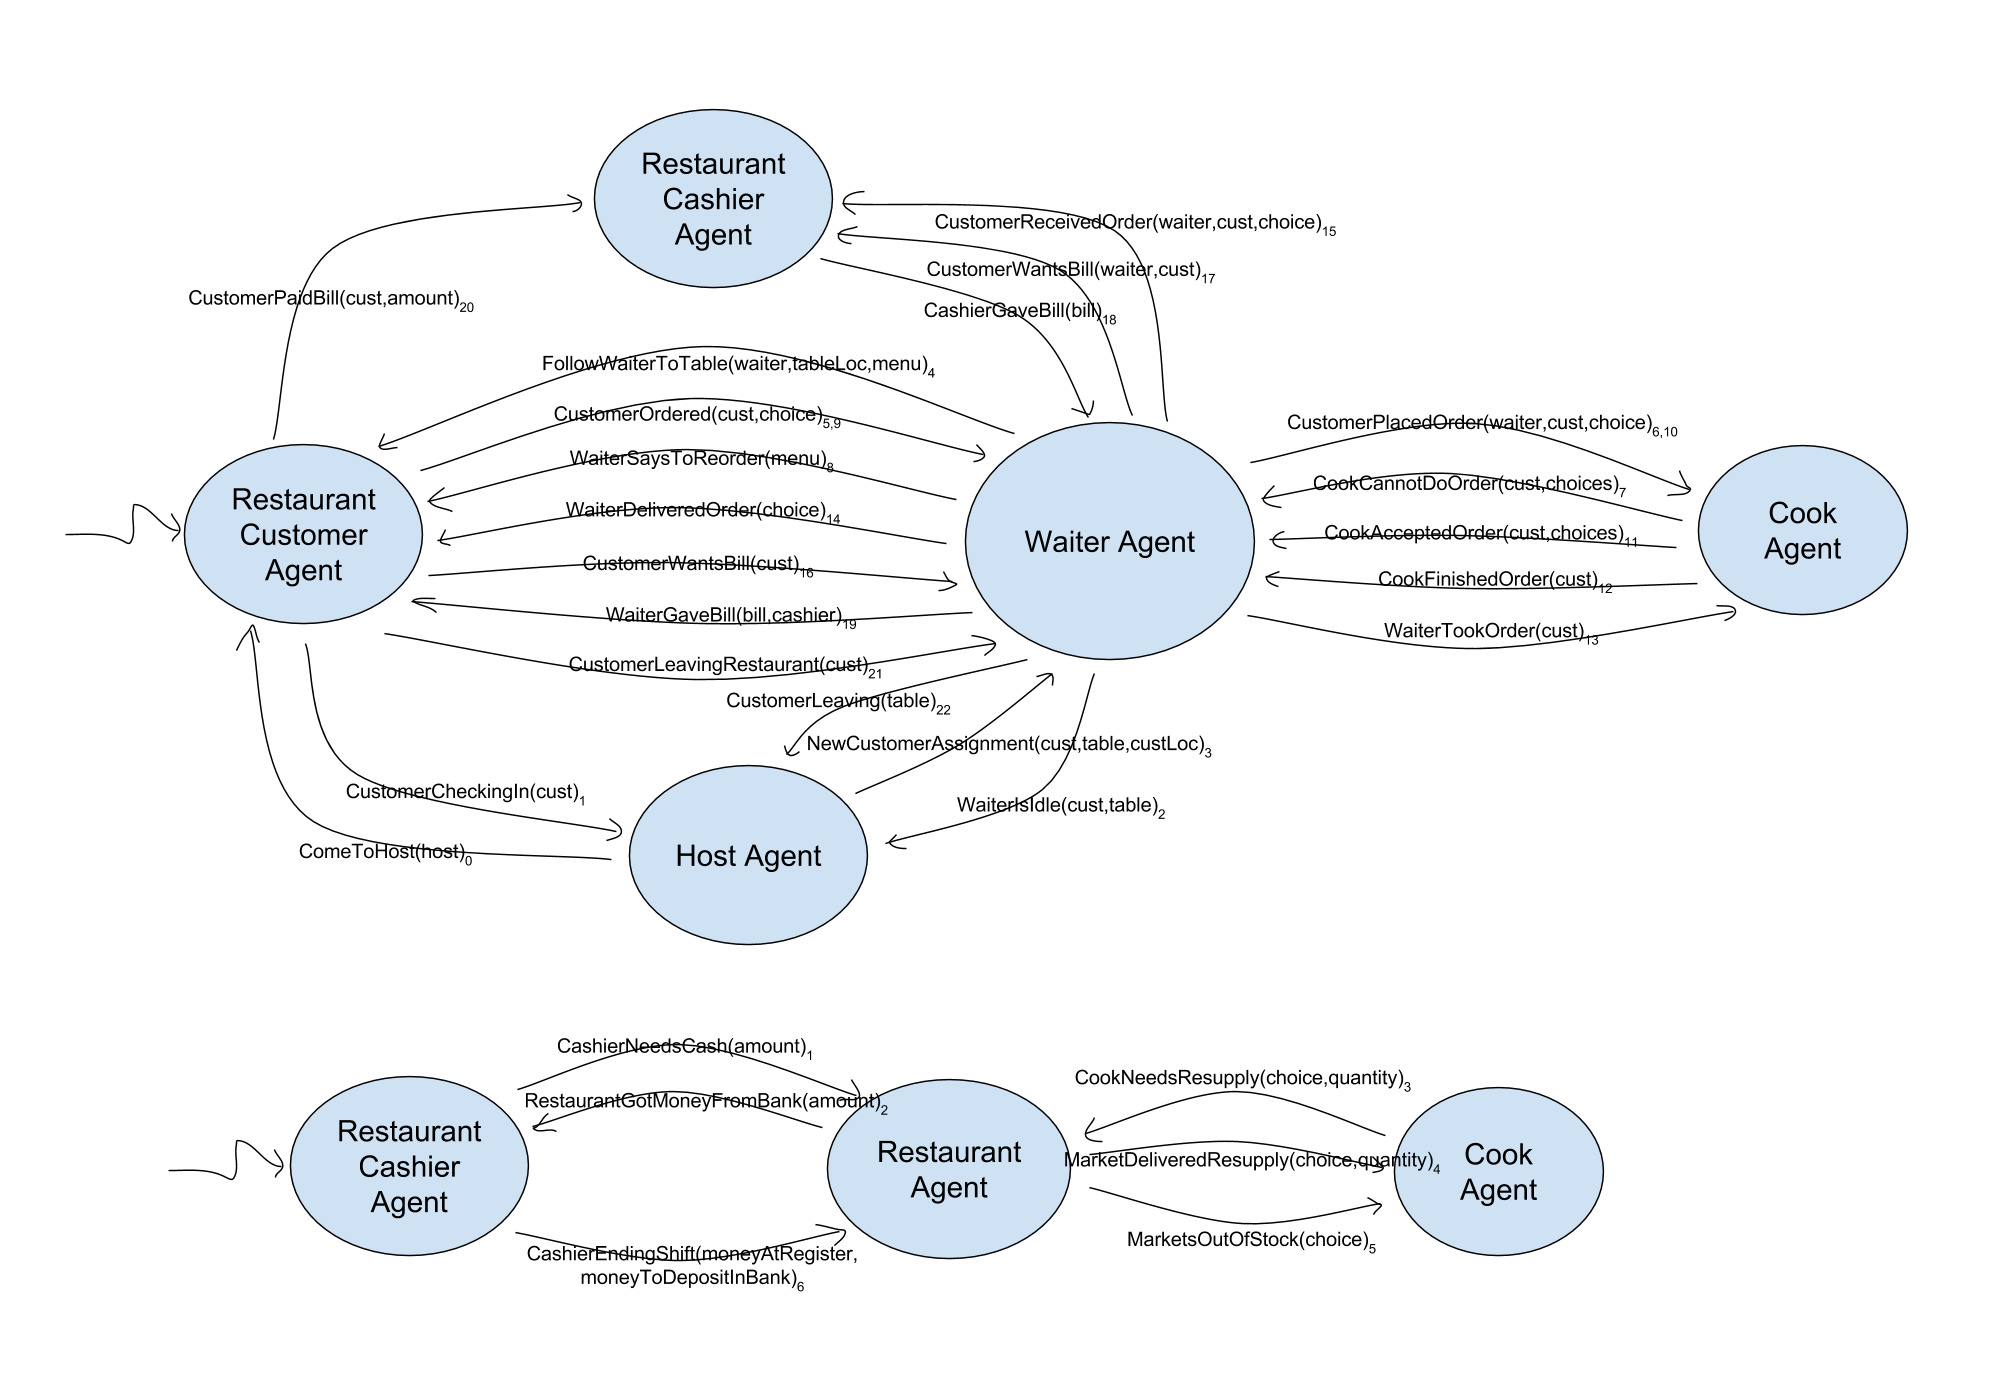 Restaurant
Cashier
Agent
CustomerReceivedOrder(waiter,cust,choice)15
CustomerWantsBill(waiter,cust)17
CustomerPaidBill(cust,amount)20
CashierGaveBill(bill)18
FollowWaiterToTable(waiter,tableLoc,menu)4
CustomerOrdered(cust,choice)5,9
CustomerPlacedOrder(waiter,cust,choice)6,10
WaiterSaysToReorder(menu)8
CookCannotDoOrder(cust,choices)7
Restaurant
Customer
Agent
WaiterDeliveredOrder(choice)14
Waiter Agent
CookAcceptedOrder(cust,choices)11
Cook
Agent
CustomerWantsBill(cust)16
CookFinishedOrder(cust)12
WaiterGaveBill(bill,cashier)19
WaiterTookOrder(cust)13
CustomerLeavingRestaurant(cust)21
CustomerLeaving(table)22
NewCustomerAssignment(cust,table,custLoc)3
CustomerCheckingIn(cust)1
WaiterIsIdle(cust,table)2
ComeToHost(host)0
Host Agent
CashierNeedsCash(amount)1
RestaurantGotMoneyFromBank(amount)2
CookNeedsResupply(choice,quantity)3
Restaurant
Cashier
Agent
Restaurant
Agent
MarketDeliveredResupply(choice,quantity)4
Cook
Agent
MarketsOutOfStock(choice)5
CashierEndingShift(moneyAtRegister,
moneyToDepositInBank)6